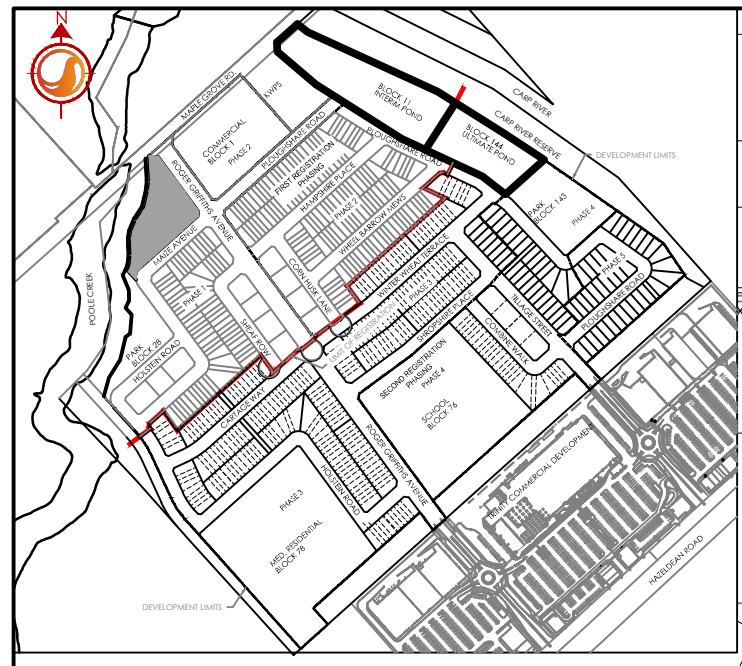 N
MAPLE GROVE RD.
KWPS
COMMERCIAL
BLOCK 1
PHASE 2
BLOCK 11
INTERIM POND
BLOCK 144
ULTIMATE POND
CARP RIVER
CARP RIVER RESERVE
DEVELOPMENT LIMITS
PLOUGHSHARE ROAD
PLOUGHSHARE ROAD
FIRST REGISTRATION
PHASING
HAMPSHIRE PLACE
PHASE 2
WHEEL BARROW MEWS
ROGER GRIFFITHS AVENUE
MAIZE AVENUE
POOLE CREEK
PHASE 1
CORN HUSK LANE
SHEAF ROW
PARK
BLOCK 28
HOLSTEIN ROAD
LIMIT OF REGISTRATION
WINTER WHEAT TERRACE
PHASE 3
SHROPSHIRE PLACE
PARK
BLOCK 143
PHASE 4
PHASE 5
PLOUGHSHARE ROAD
TILLAGE STREET
COMBINE WALK
SECOND REGISTRATION
PHASING
PHASE 4
SCHOOL
BLOCK 76
CARTAGE WAY
ROGER GRIFFITHS AVENUE
HOLSTEIN ROAD
PHASE 3
MED. RESIDENTIAL
BLOCK 78
TRINITY COMMERCIAL DEVELOPMENT
HAZELDEAN ROAD
DEVELOPMENT LIMITS